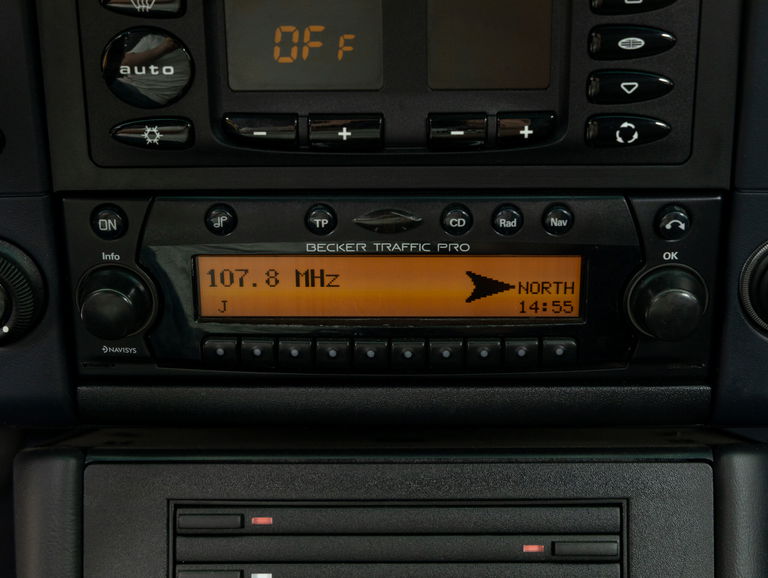 OFF
auto
− + − +
ON TP CD Rad Nav
BECKER TRAFFIC PRO
Info OK
107.8 MHz NORTH
J 14:55
NAVISYS